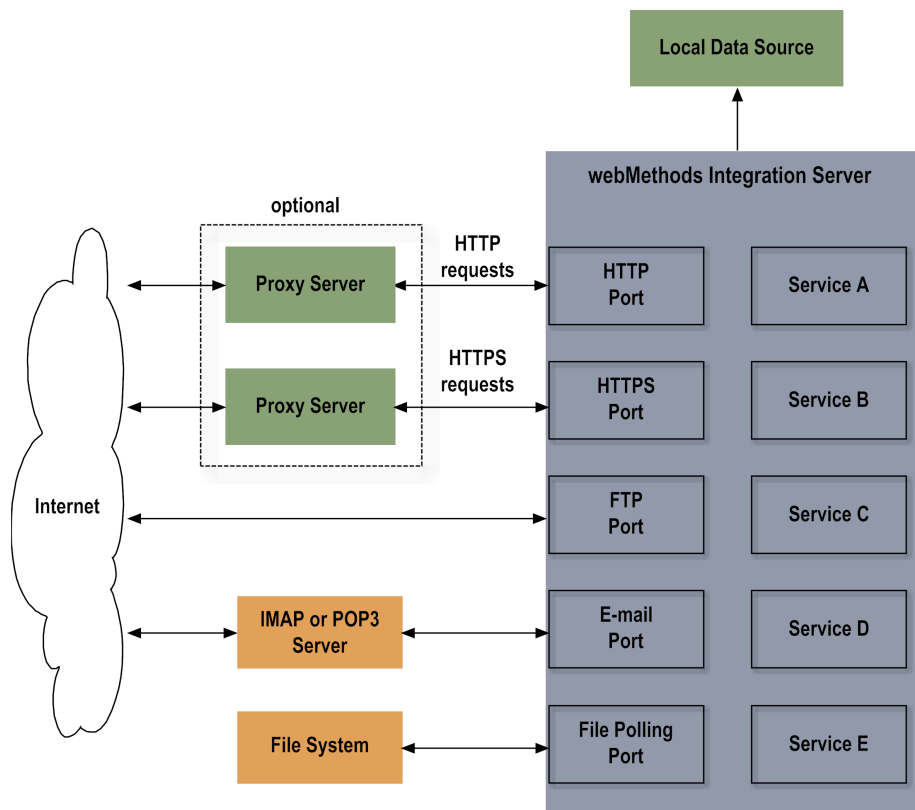 Local Data Source
webMethods Integration Server
optional
HTTP
requests
Proxy Server
HTTP
Port
Service A
HTTPS
requests
Proxy Server
HTTPS
Port
Service B
Internet
FTP
Port
Service C
IMAP or POP3
Server
E-mail
Port
Service D
File System
File Polling
Port
Service E